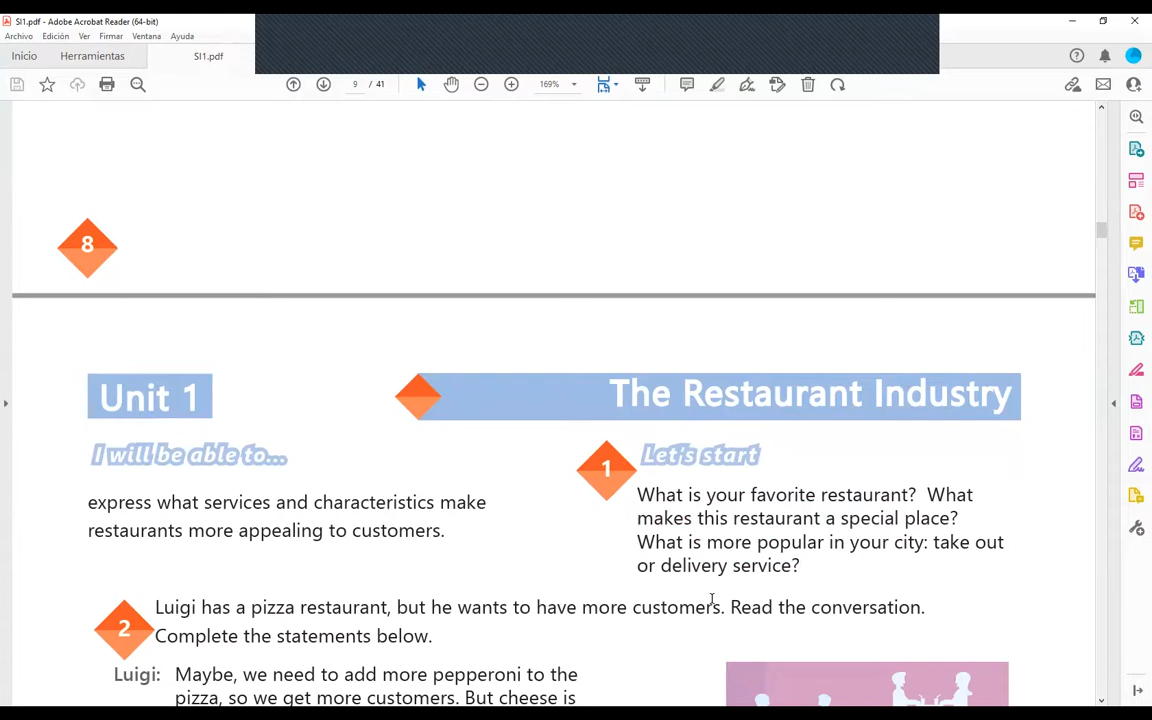 SI1.pdf - Adobe Acrobat Reader (64-bit)
Archivo Edición Ver Firmar Ventana Ayuda
Inicio Herramientas SI1.pdf
9 / 41 169%
8
Unit 1
The Restaurant Industry
I will be able to...
express what services and characteristics make
restaurants more appealing to customers.
1
Let's start
What is your favorite restaurant? What
makes this restaurant a special place?
What is more popular in your city: take out
or delivery service?
2
Luigi has a pizza restaurant, but he wants to have more customers. Read the conversation.
Complete the statements below.
Luigi: Maybe, we need to add more pepperoni to the
pizza, so we get more customers. But cheese is